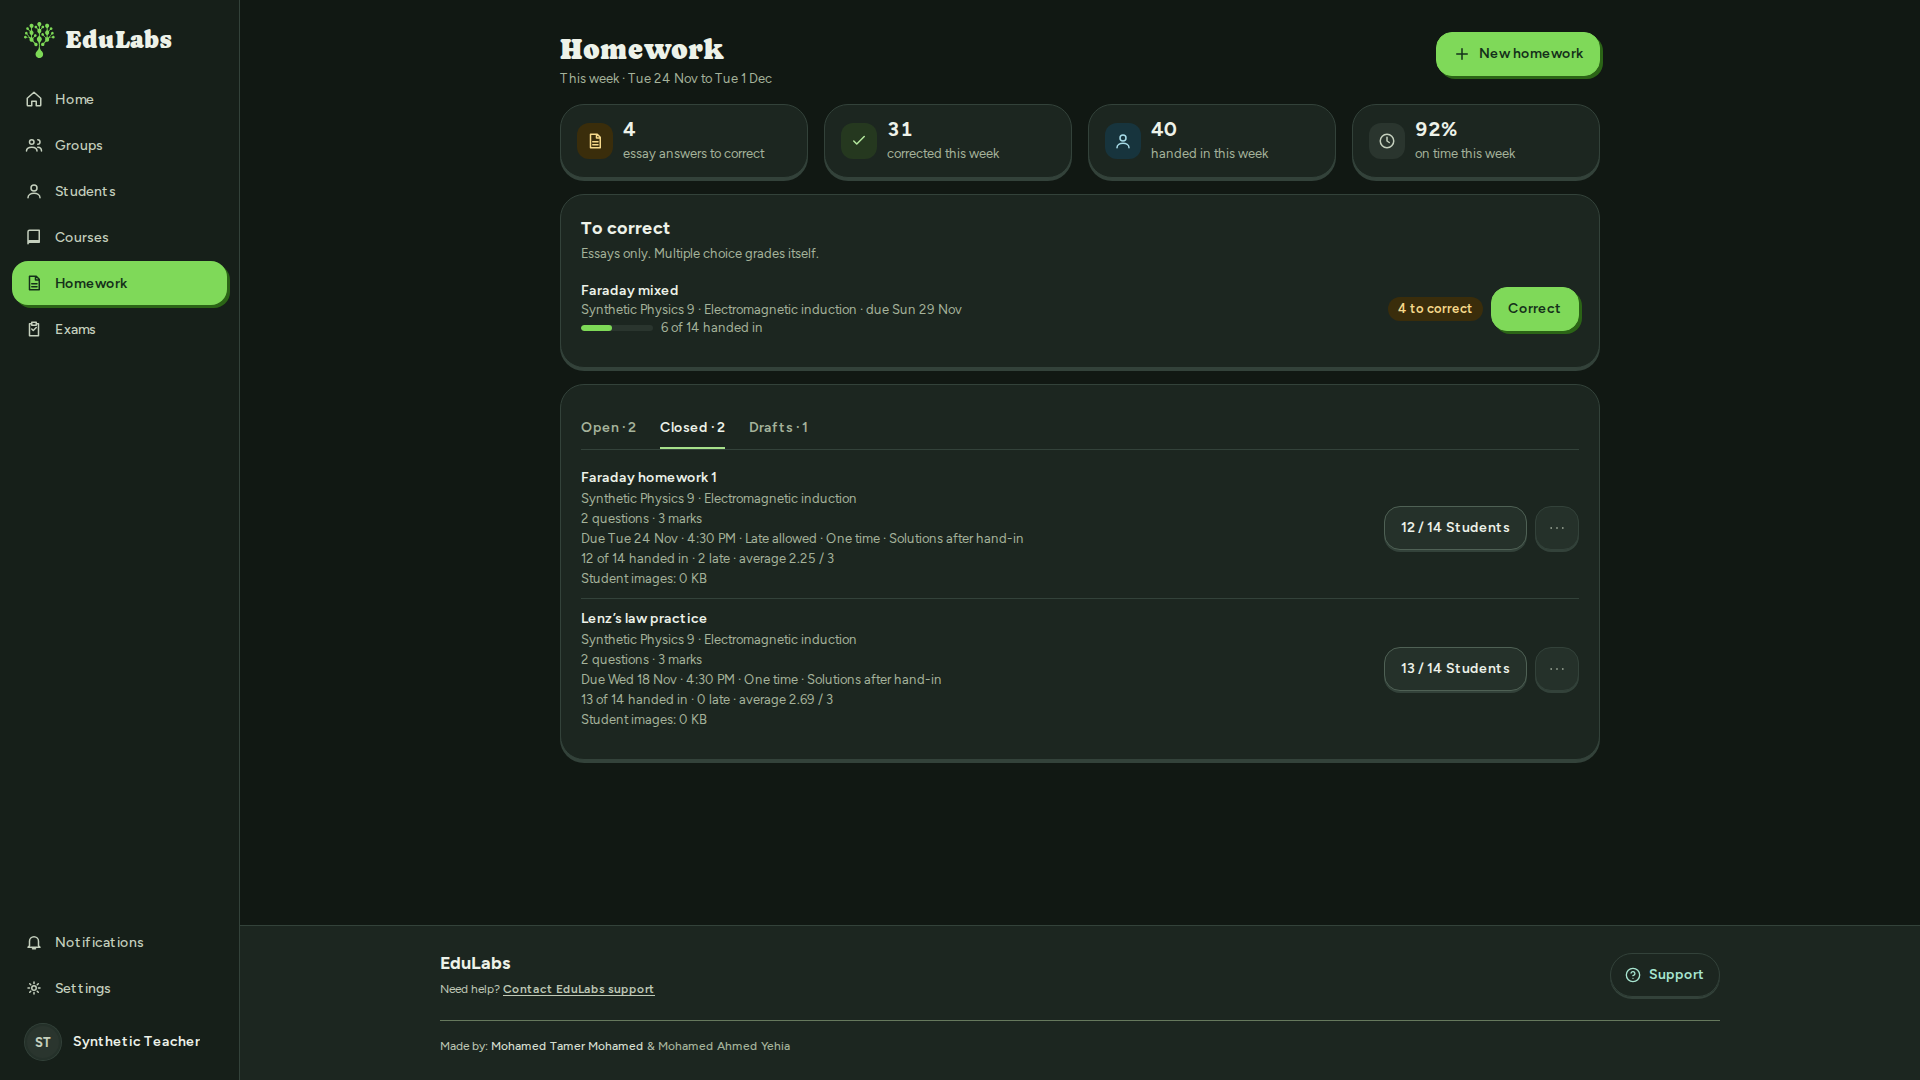 EduLabs
Home
Groups
Students
Courses
Homework
Exams
Notifications
Settings
ST
Synthetic Teacher
Homework
This week · Tue 24 Nov to Tue 1 Dec
New homework
4
essay answers to correct
31
corrected this week
40
handed in this week
92%
on time this week
To correct
Essays only. Multiple choice grades itself.
Faraday mixed
Synthetic Physics 9 · Electromagnetic induction · due Sun 29 Nov
6 of 14 handed in
4 to correct
Correct
Open · 2
Closed · 2
Drafts · 1
Faraday homework 1
Synthetic Physics 9 · Electromagnetic induction
2 questions · 3 marks
Due Tue 24 Nov · 4:30 PM · Late allowed · One time · Solutions after hand-in
12 of 14 handed in · 2 late · average 2.25 / 3
Student images: 0 KB
12 / 14 Students
...
Lenz’s law practice
Synthetic Physics 9 · Electromagnetic induction
2 questions · 3 marks
Due Wed 18 Nov · 4:30 PM · One time · Solutions after hand-in
13 of 14 handed in · 0 late · average 2.69 / 3
Student images: 0 KB
13 / 14 Students
...
EduLabs
Need help? Contact EduLabs support
Support
Made by: Mohamed Tamer Mohamed & Mohamed Ahmed Yehia